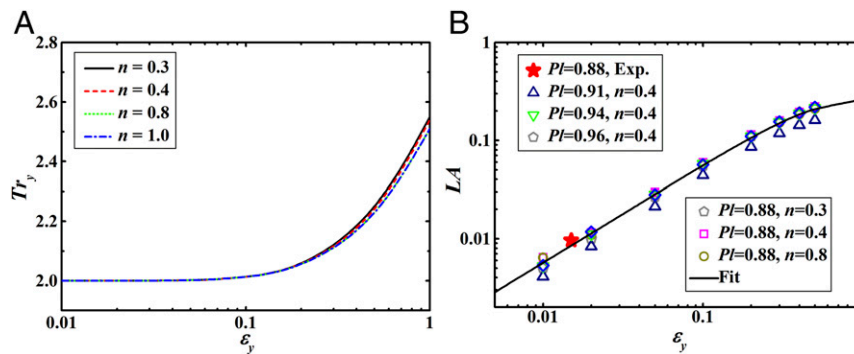 A
2.8
2.6
2.4
2.2
2.0
Tr_y
n = 0.3
n = 0.4
n = 0.8
n = 1.0
0.01
0.1
1
ε_y
B
1
0.1
0.01
LA
Pl=0.88, Exp.
Pl=0.91, n=0.4
Pl=0.94, n=0.4
Pl=0.96, n=0.4
Pl=0.88, n=0.3
Pl=0.88, n=0.4
Pl=0.88, n=0.8
Fit
0.01
0.1
ε_y